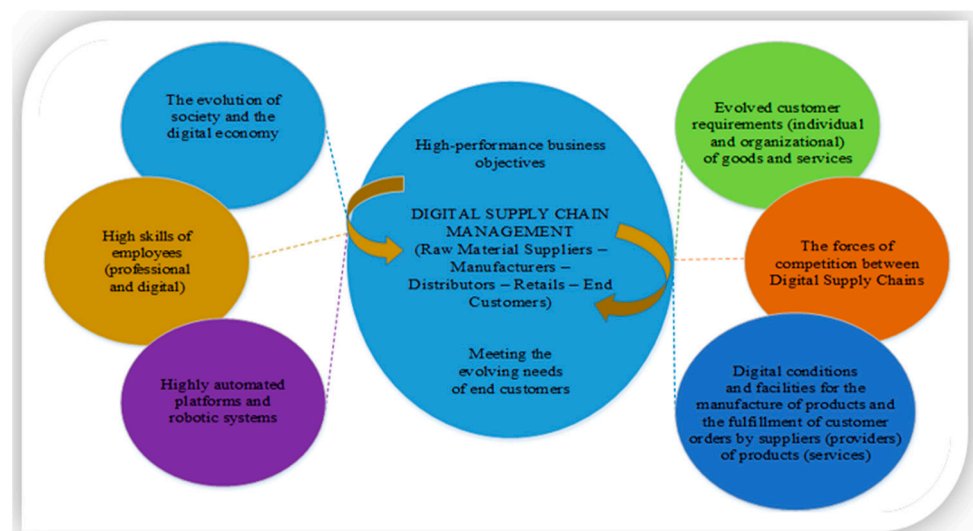 The evolution of
society and the
digital economy
High skills of
employees
(professional
and digital)
Highly automated
platforms and
robotic systems
High-performance business
objectives
DIGITAL SUPPLY CHAIN
MANAGEMENT
(Raw Material Suppliers –
Manufacturers –
Distributors – Retails – End
Customers)
Meeting the
evolving needs
of end customers
Evolved customer
requirements (individual
and organizational)
of goods and services
The forces of
competition between
Digital Supply Chains
Digital conditions
and facilities for the
manufacture of products and
the fulfillment of customer
orders by suppliers (providers)
of products (services)